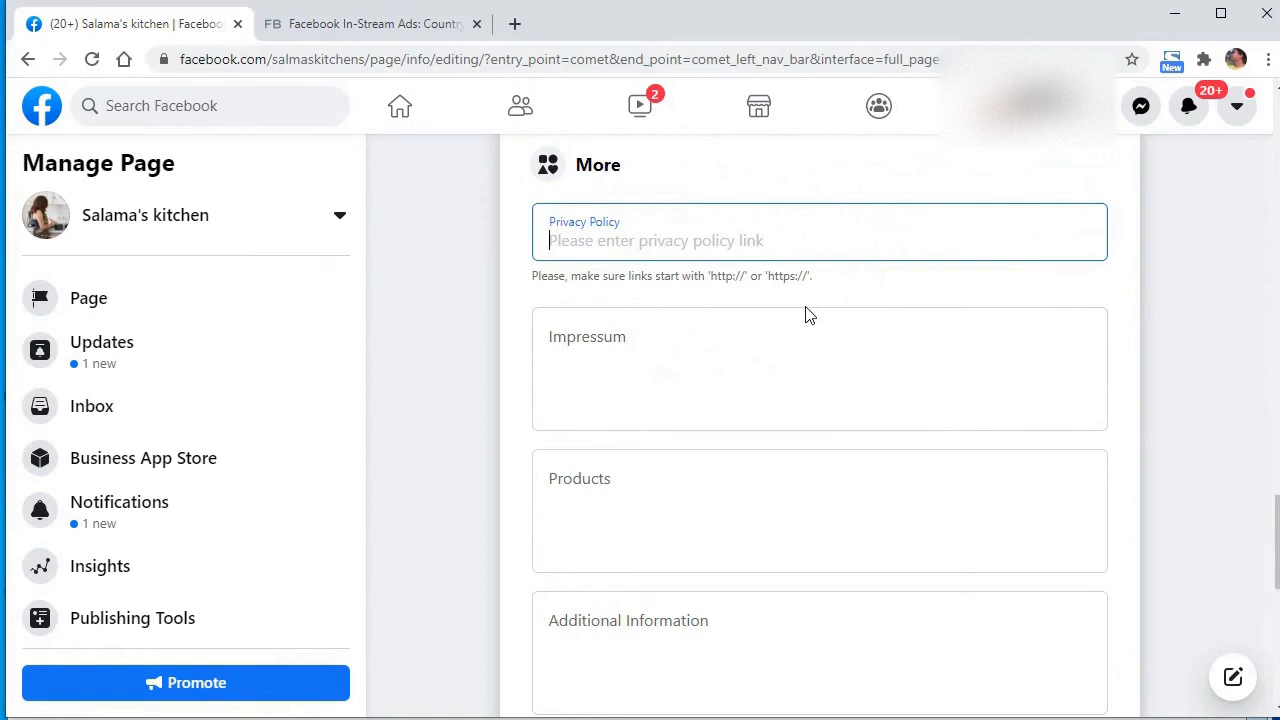 (20+) Salama's kitchen | Faceboo
FB Facebook In-Stream Ads: Country
facebook.com/salmaskitchens/page/info/editing/?entry_point=comet&end_point=comet_left_nav_bar&interface=full_page
New
Search Facebook
2
20+
Manage Page
Salama's kitchen
Page
Updates
1 new
Inbox
Business App Store
Notifications
1 new
Insights
Publishing Tools
Promote
More
Privacy Policy
Please enter privacy policy link
Please, make sure links start with 'http://' or 'https://'.
Impressum
Products
Additional Information